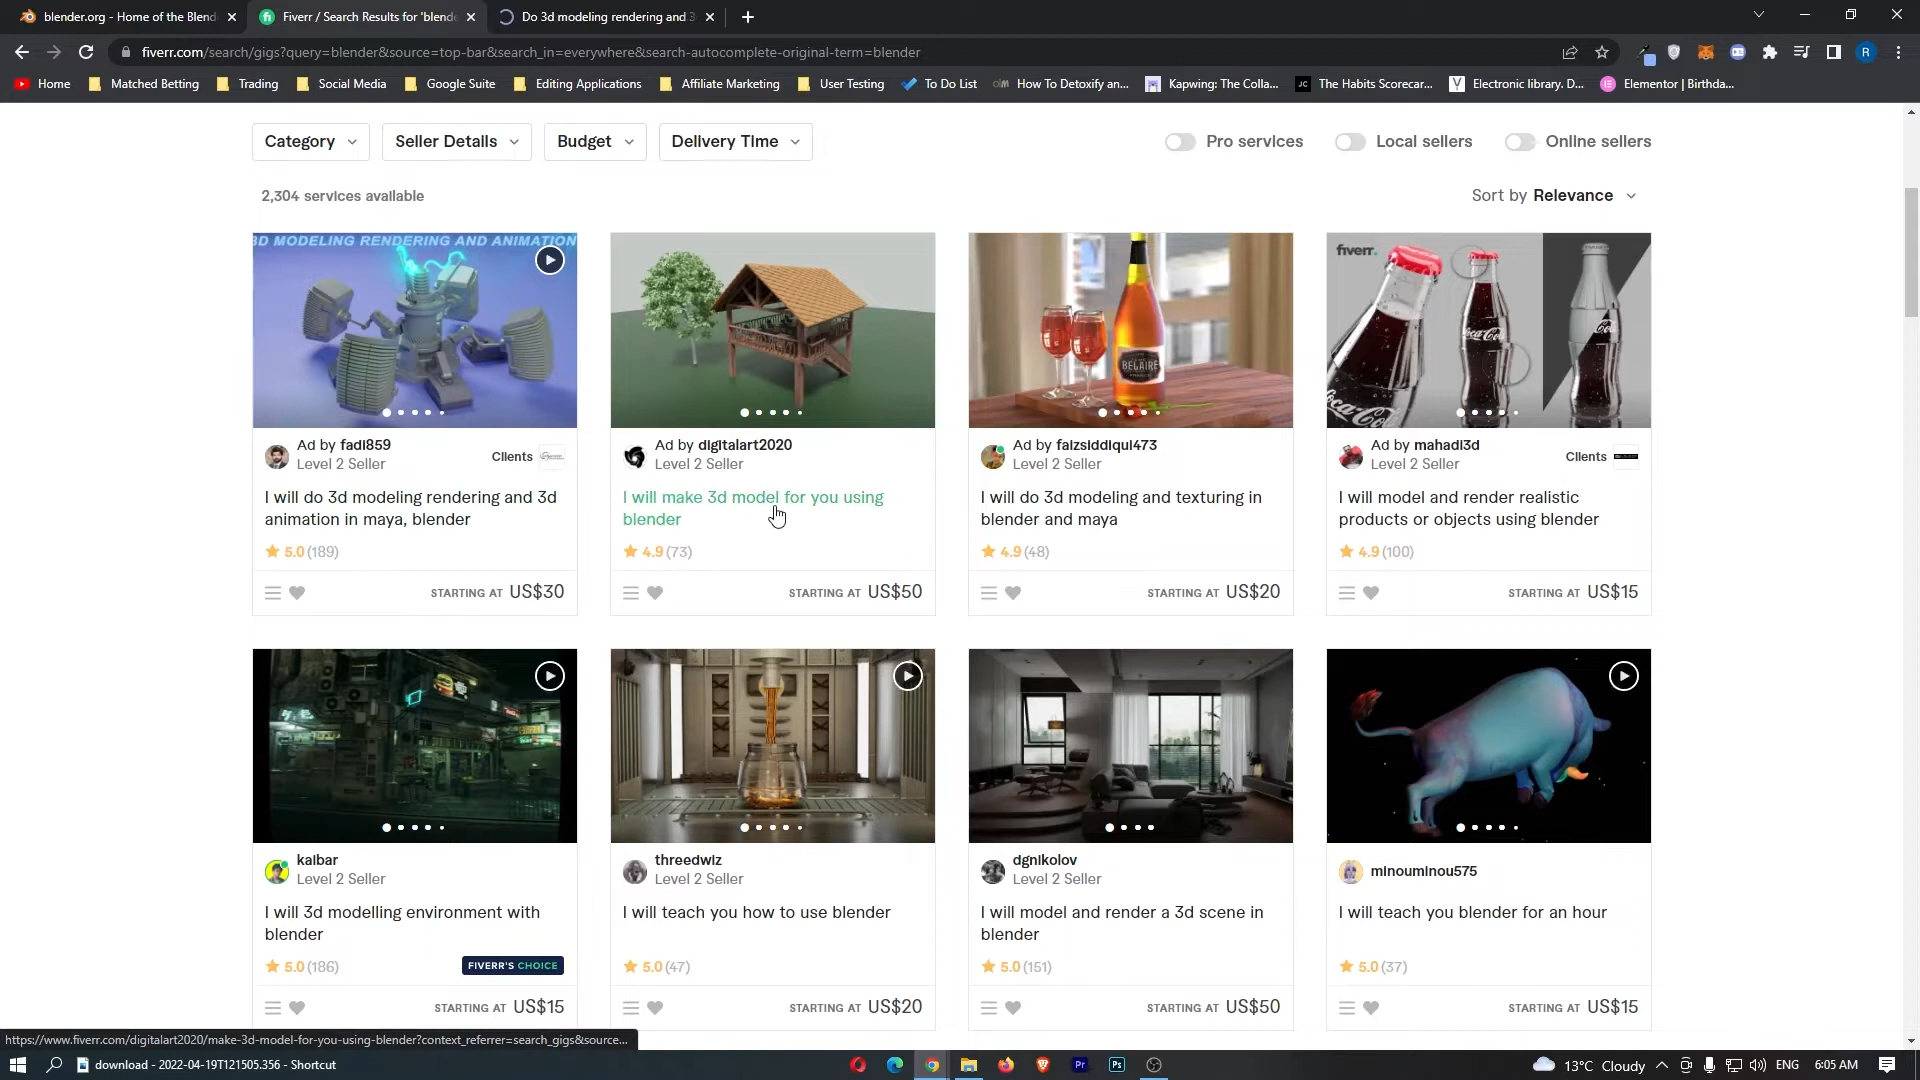 blender.org - Home of the Blend
Fiverr / Search Results for 'blende
Do 3d modeling rendering and 3
fiverr.com/search/gigs?query=blender&source=top-bar&search_in=everywhere&search-autocomplete-original-term=blender
R
Home
Matched Betting
Trading
Social Media
Google Suite
Editing Applications
Affiliate Marketing
User Testing
To Do List
How To Detoxify an...
Kapwing: The Colla...
JC
The Habits Scorecar...
Electronic library. D...
Elementor | Birthda...
Category
Seller Details
Budget
Delivery Time
Pro services
Local sellers
Online sellers
2,304 services available
Sort by Relevance
3D MODELING RENDERING AND ANIMATION
BELAIRE
fiverr.
Coca-Cola
Ad by fadi859
Level 2 Seller
Clients
I will do 3d modeling rendering and 3d
animation in maya, blender
5.0 (189)
STARTING AT US$30
Ad by digitalart2020
Level 2 Seller
I will make 3d model for you using
blender
4.9 (73)
STARTING AT US$50
Ad by faizsiddiqui473
Level 2 Seller
I will do 3d modeling and texturing in
blender and maya
4.9 (48)
STARTING AT US$20
Ad by mahadi3d
Level 2 Seller
Clients
I will model and render realistic
products or objects using blender
4.9 (100)
STARTING AT US$15
kaibar
Level 2 Seller
I will 3d modelling environment with
blender
5.0 (186)
FIVERR'S CHOICE
STARTING AT US$15
threedwiz
Level 2 Seller
I will teach you how to use blender
5.0 (47)
STARTING AT US$20
dgnikolov
Level 2 Seller
I will model and render a 3d scene in
blender
5.0 (151)
STARTING AT US$50
minouminou575
I will teach you blender for an hour
5.0 (37)
STARTING AT US$15
https://www.fiverr.com/digitalart2020/make-3d-model-for-you-using-blender?context_referrer=search_gigs&source...
download - 2022-04-19T121505.356 - Shortcut
Pr
Ps
13°C Cloudy
ENG
6:05 AM